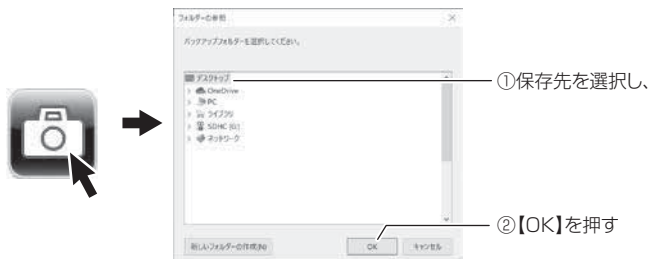 フォルダーの参照
バックアップフォルダーを選択してください。
デスクトップ
OneDrive
PC
ライブラリ
SDHC (G:)
ネットワーク
①保存先を選択し、
②【OK】を押す
新しいフォルダーの作成(N)
OK
キャンセル